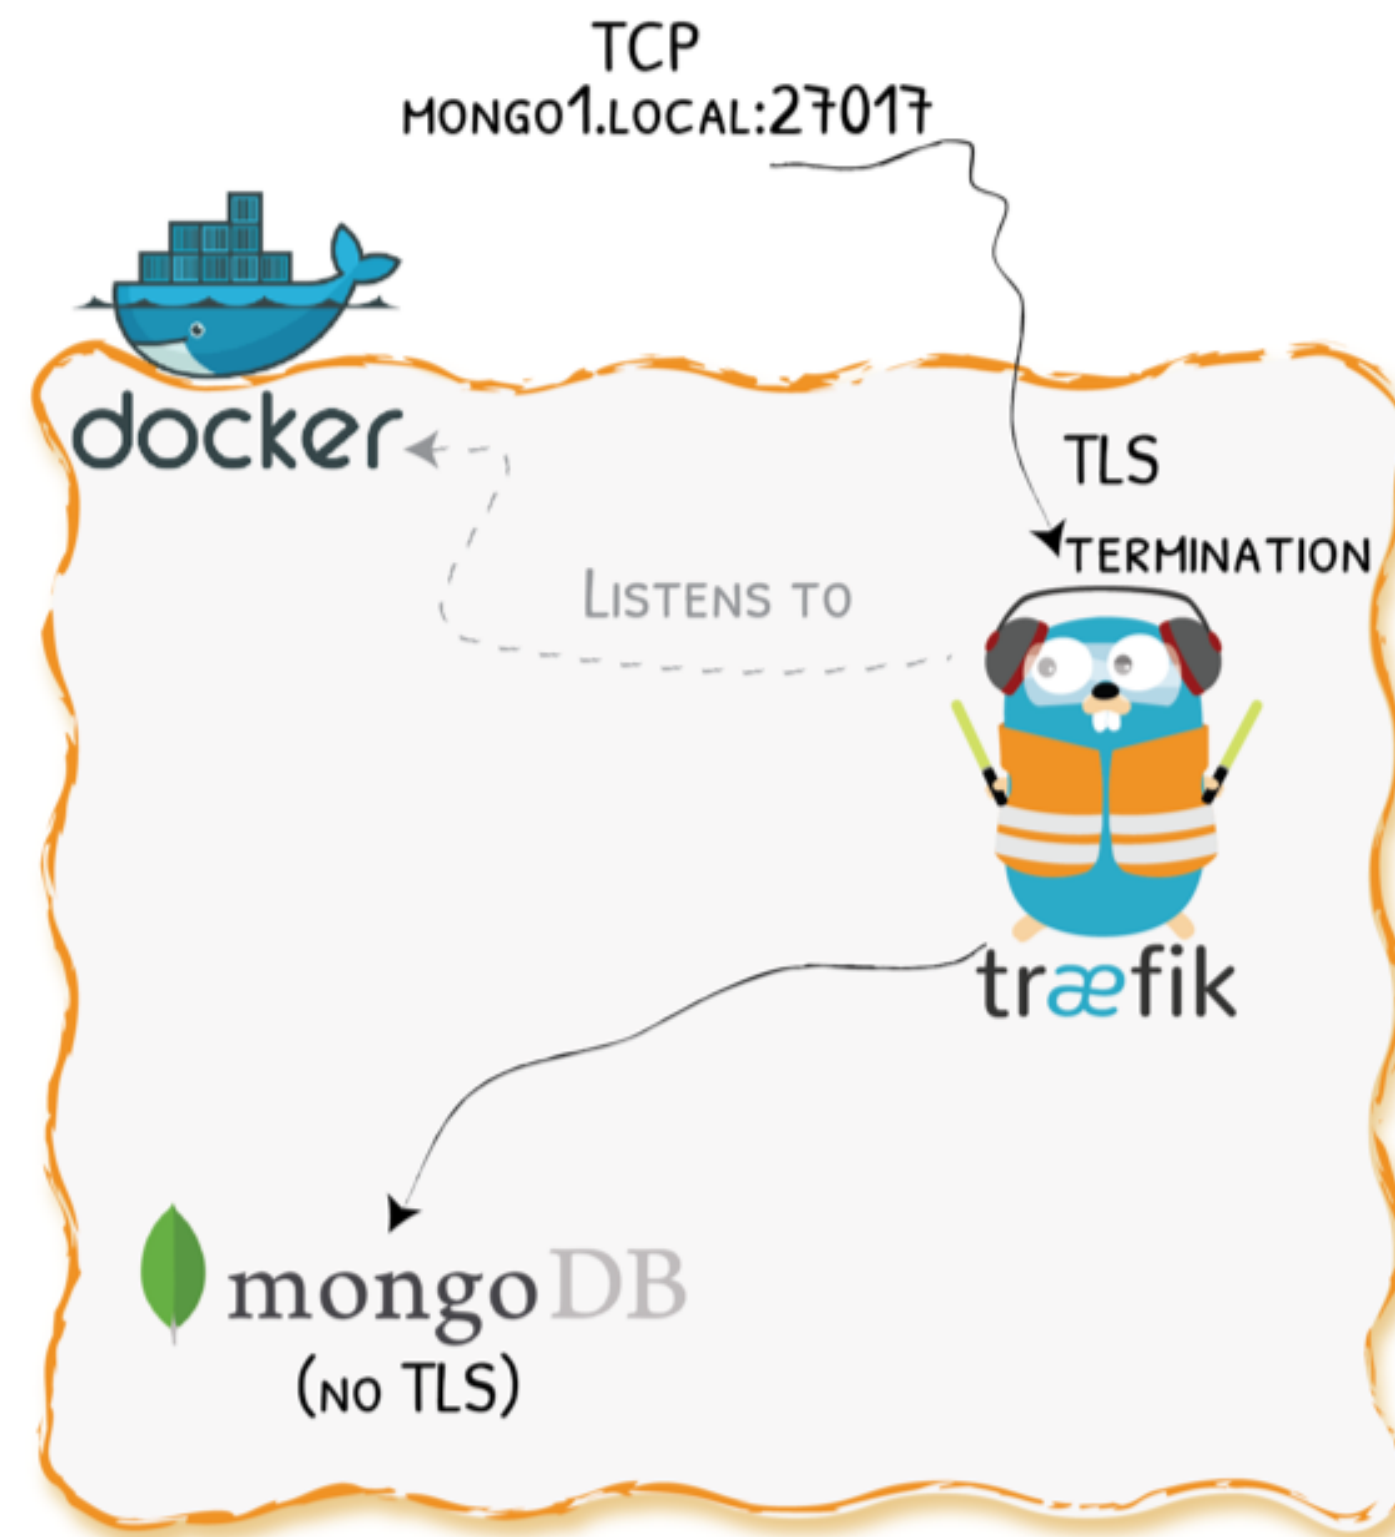 TCP
MONGO1.LOCAL:27017
docker
TLS
TERMINATION
LISTENS TO
træfik
mongoDB
(NO TLS)